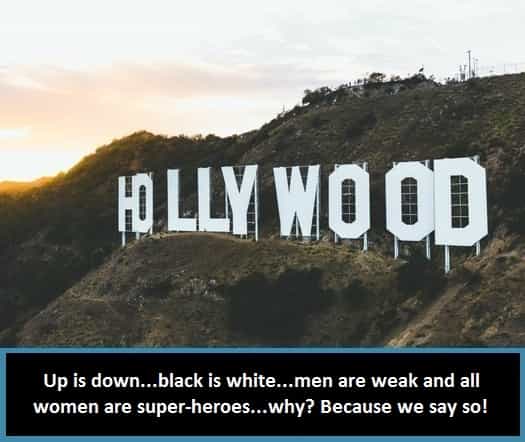 HOLLYWOOD
Up is down...black is white...men are weak and all
women are super-heroes...why? Because we say so!